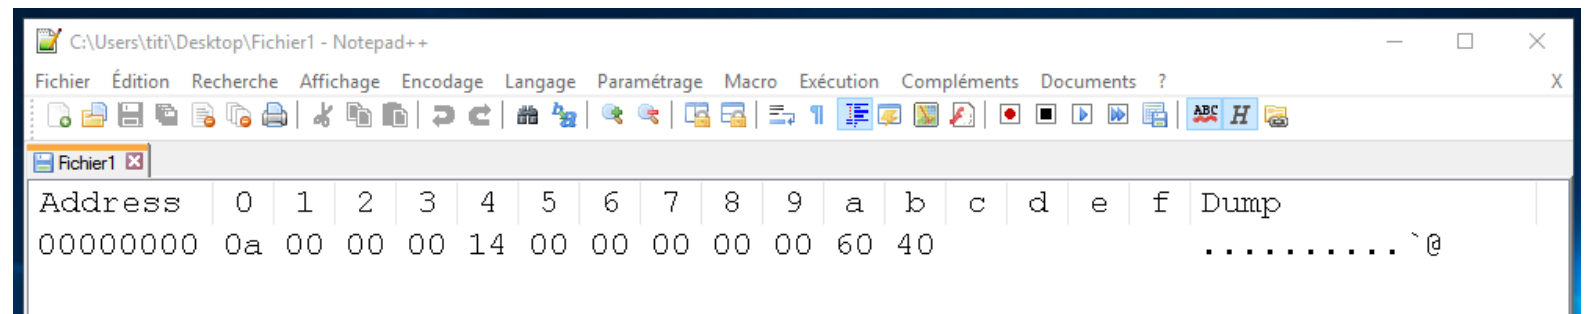 C:\Users\titi\Desktop\Fichier1 - Notepad++
Fichier Édition Recherche Affichage Encodage Langage Paramétrage Macro Exécution Compléments Documents ? X
ABC H
Fichier1
Address 0 1 2 3 4 5 6 7 8 9 a b c d e f Dump
00000000 0a 00 00 00 14 00 00 00 00 00 60 40 ..........`@